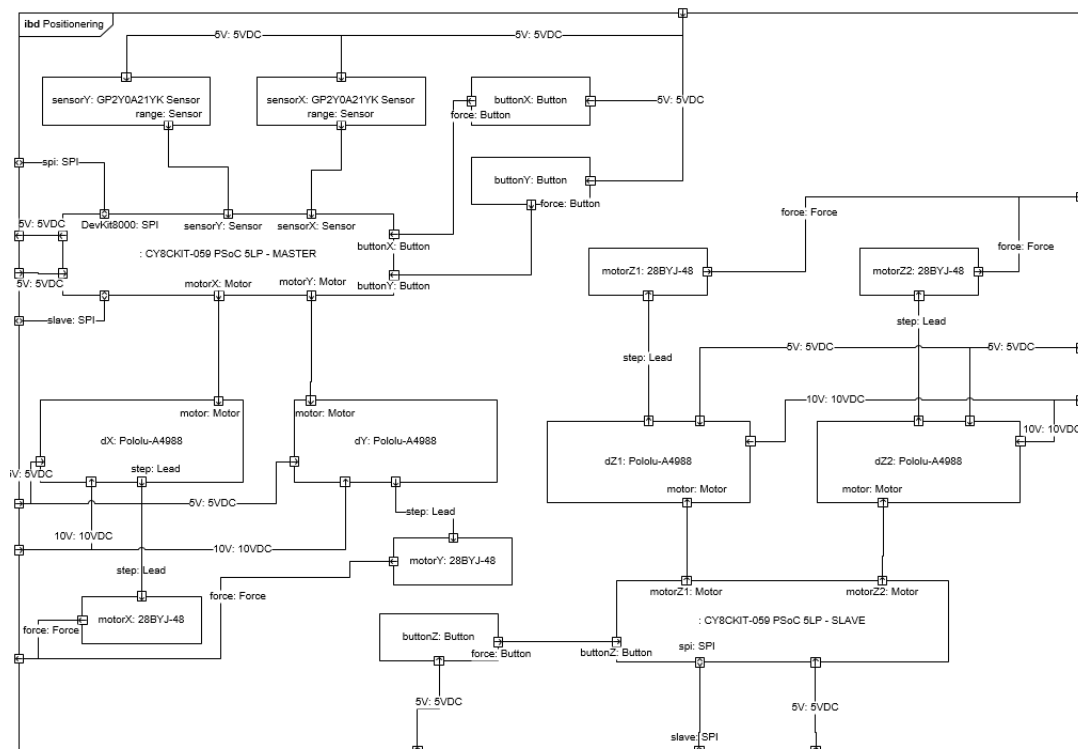 ibd Positionering
5V: 5VDC
5V: 5VDC
sensorY: GP2Y0A21YK Sensor
range: Sensor
sensorX: GP2Y0A21YK Sensor
range: Sensor
buttonX: Button
force: Button
5V: 5VDC
spi: SPI
buttonY: Button
force: Button
DevKit8000: SPI
sensorY: Sensor
sensorX: Sensor
5V: 5VDC
buttonX: Button
: CY8CKIT-059 PSoC 5LP - MASTER
5V: 5VDC
motorX: Motor
motorY: Motor
buttonY: Button
slave: SPI
force: Force
force: Force
motorZ1: 28BYJ-48
motorZ2: 28BYJ-48
step: Lead
step: Lead
5V: 5VDC
5V: 5VDC
10V: 10VDC
10V: 10VDC
motor: Motor
motor: Motor
dX: Pololu-A4988
dY: Pololu-A4988
step: Lead
5V: 5VDC
5V: 5VDC
step: Lead
dZ1: Pololu-A4988
dZ2: Pololu-A4988
motor: Motor
motor: Motor
10V: 10VDC
10V: 10VDC
step: Lead
motorY: 28BYJ-48
force: Force
motorX: 28BYJ-48
force: Force
motorZ1: Motor
motorZ2: Motor
: CY8CKIT-059 PSoC 5LP - SLAVE
buttonZ: Button
force: Button
buttonZ: Button
spi: SPI
5V: 5VDC
5V: 5VDC
slave: SPI